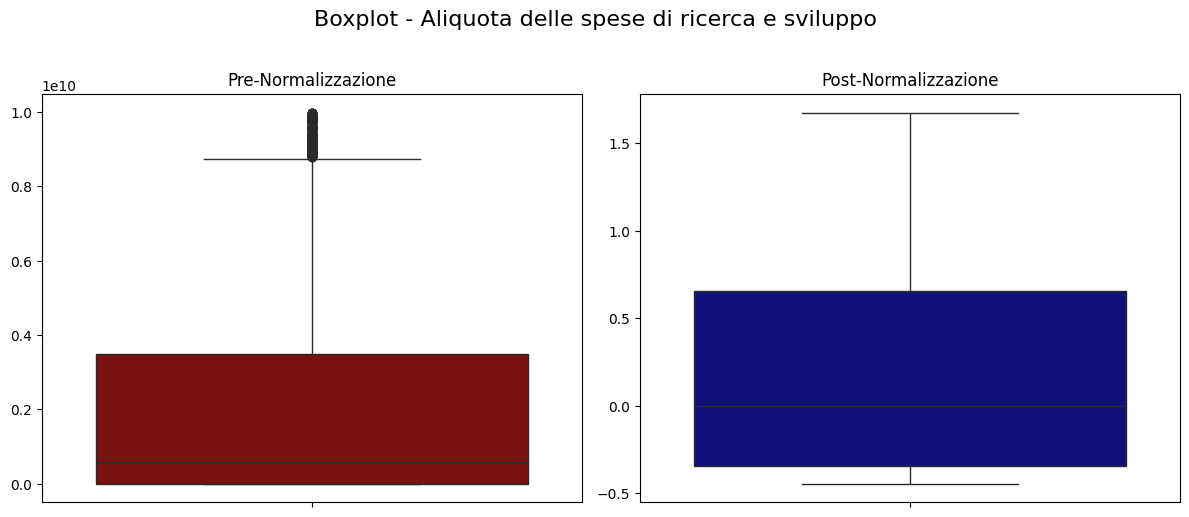 Boxplot - Aliquota delle spese di ricerca e sviluppo
Pre-Normalizzazione
1e10
1.0
0.8
0.6
0.4
0.2
0.0
Post-Normalizzazione
1.5
1.0
0.5
0.0
−0.5